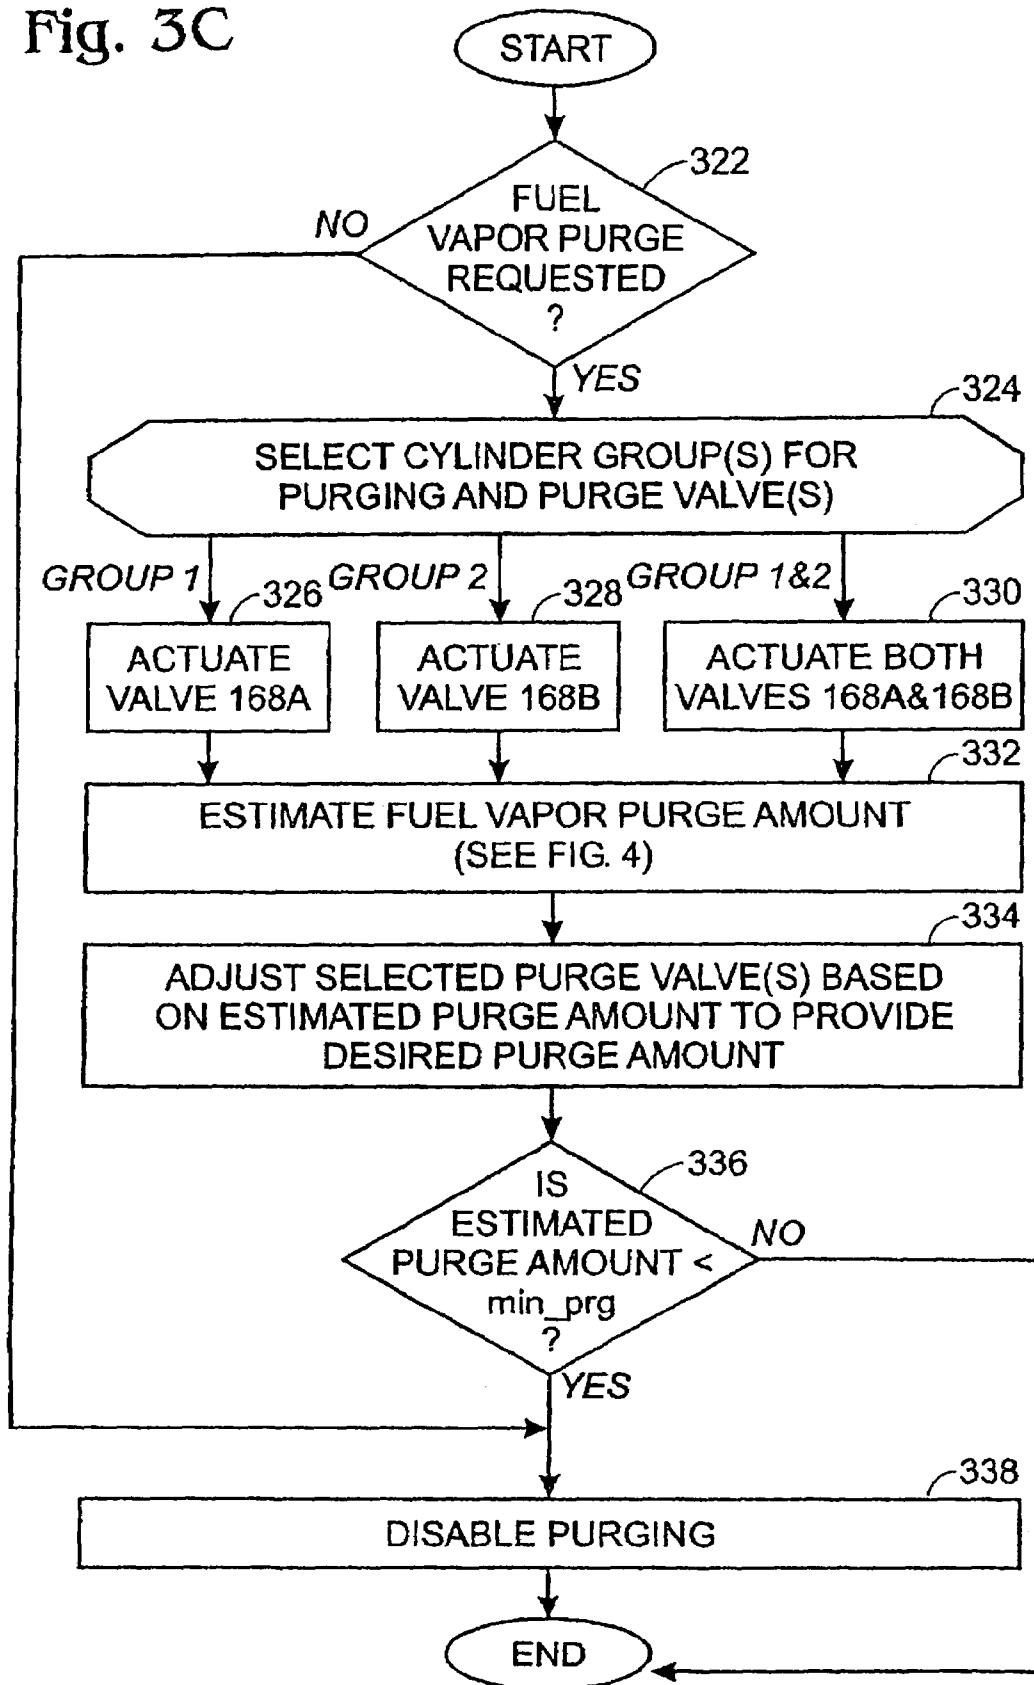 Fig. 3C
START
322
FUEL
VAPOR PURGE
REQUESTED
?
NO
YES
324
SELECT CYLINDER GROUP(S) FOR
PURGING AND PURGE VALVE(S)
GROUP 1
GROUP 2
GROUP 1&2
326
328
330
ACTUATE
VALVE 168A
ACTUATE
VALVE 168B
ACTUATE BOTH
VALVES 168A&168B
332
ESTIMATE FUEL VAPOR PURGE AMOUNT
(SEE FIG. 4)
334
ADJUST SELECTED PURGE VALVE(S) BASED
ON ESTIMATED PURGE AMOUNT TO PROVIDE
DESIRED PURGE AMOUNT
336
IS
ESTIMATED
PURGE AMOUNT <
min_prg
?
NO
YES
338
DISABLE PURGING
END